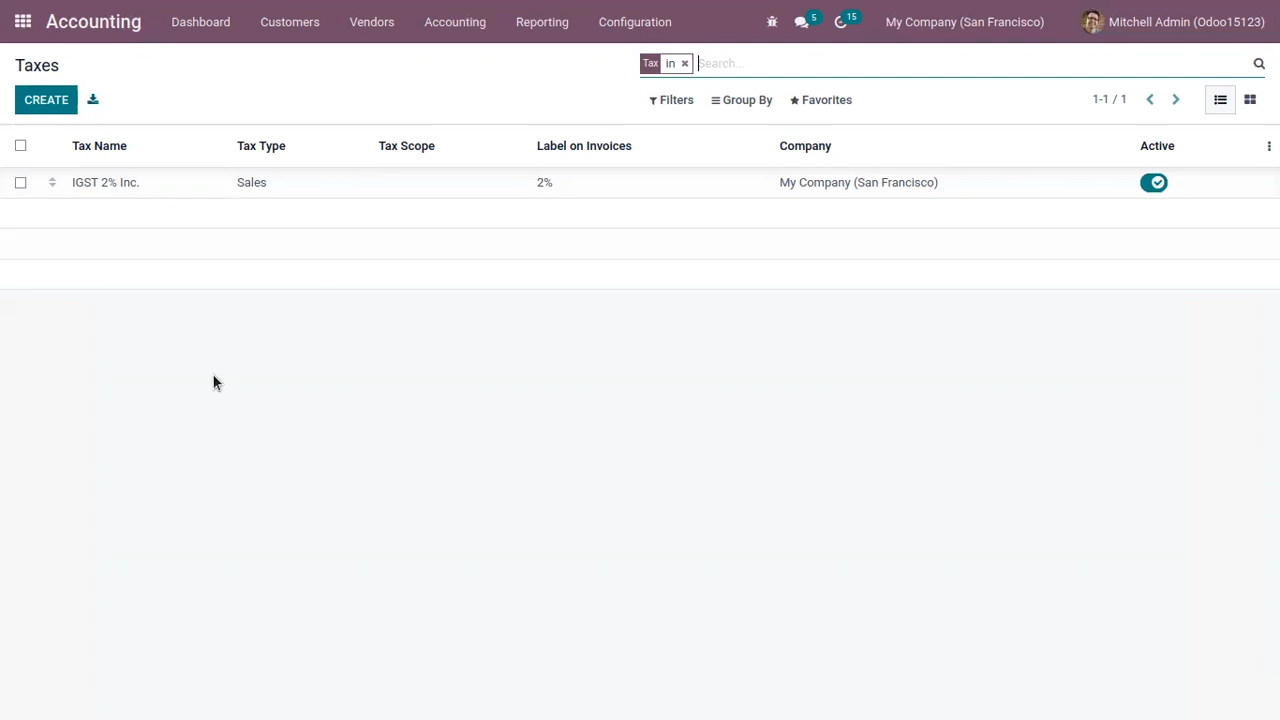 Accounting Dashboard Customers Vendors Accounting Reporting Configuration 5 15 My Company (San Francisco) Mitchell Admin (Odoo15123)
Taxes Tax in × Search...
CREATE Filters Group By Favorites 1-1 / 1
Tax Name Tax Type Tax Scope Label on Invoices Company Active
IGST 2% Inc. Sales 2% My Company (San Francisco)